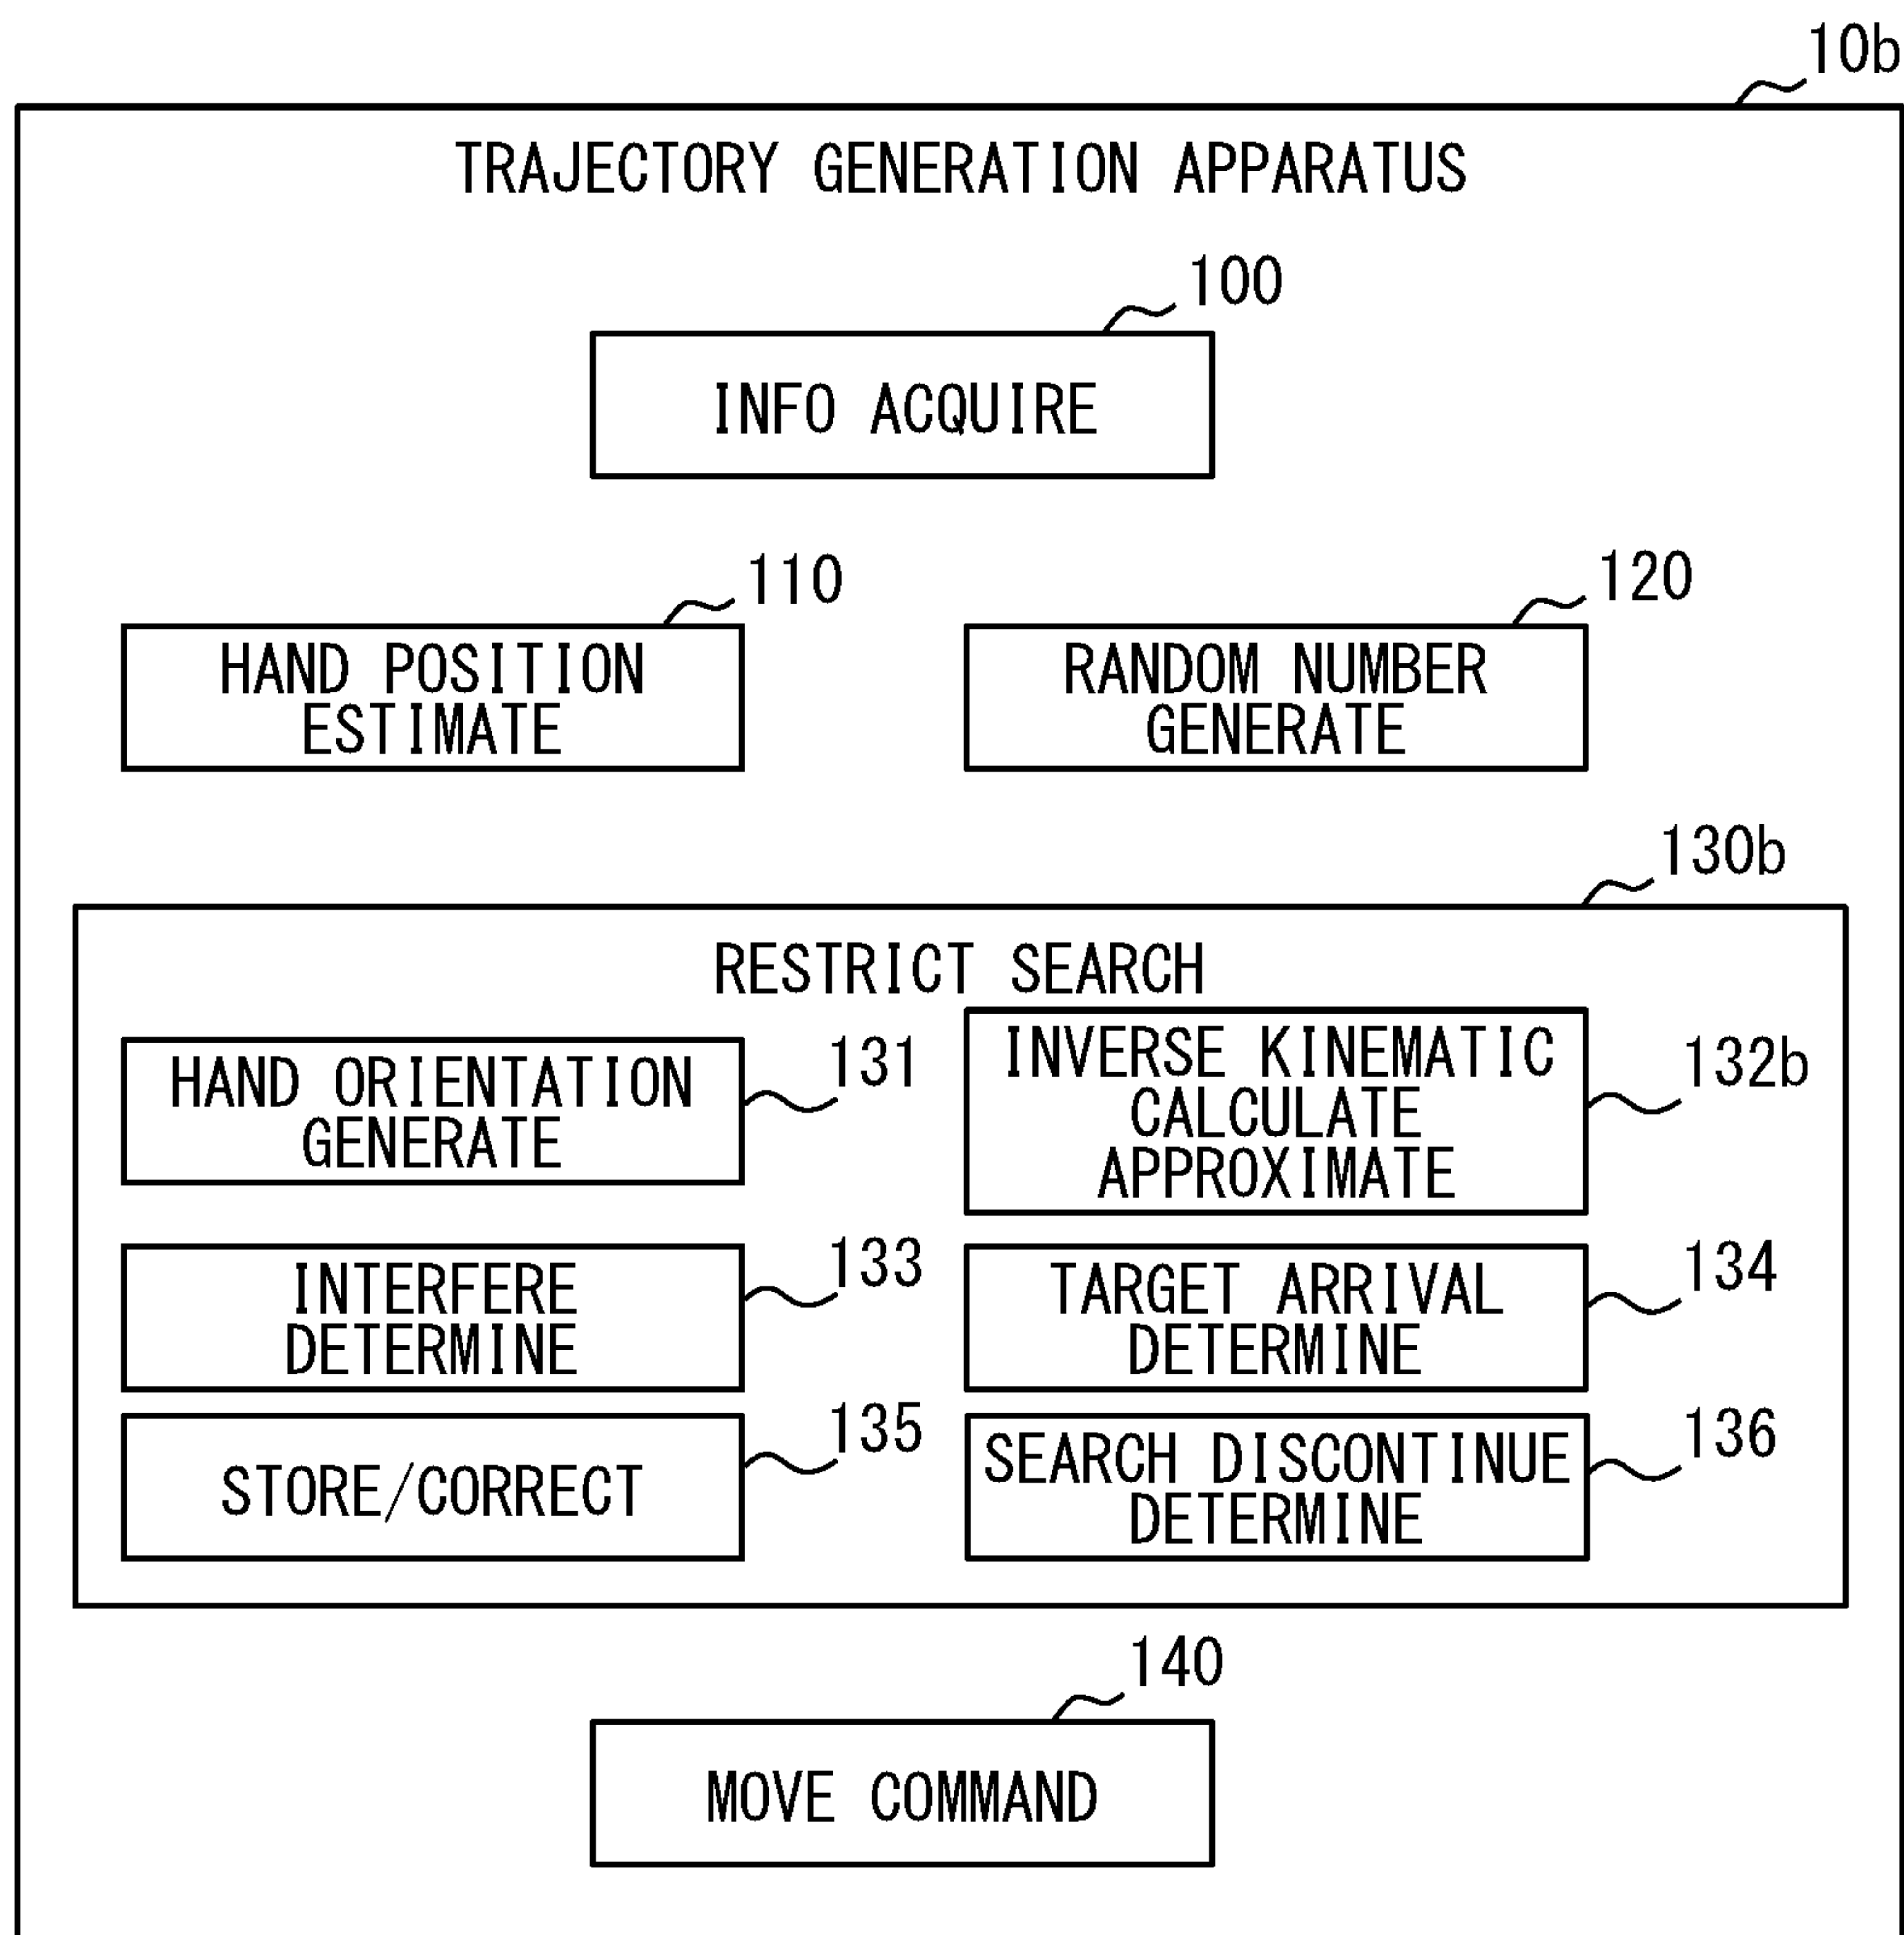 10b
TRAJECTORY GENERATION APPARATUS
100
INFO ACQUIRE
110
HAND POSITION
ESTIMATE
120
RANDOM NUMBER
GENERATE
130b
RESTRICT SEARCH
HAND ORIENTATION
GENERATE
131
INVERSE KINEMATIC
CALCULATE
APPROXIMATE
132b
INTERFERE
DETERMINE
133
TARGET ARRIVAL
DETERMINE
134
STORE/CORRECT
135
SEARCH DISCONTINUE
DETERMINE
136
140
MOVE COMMAND